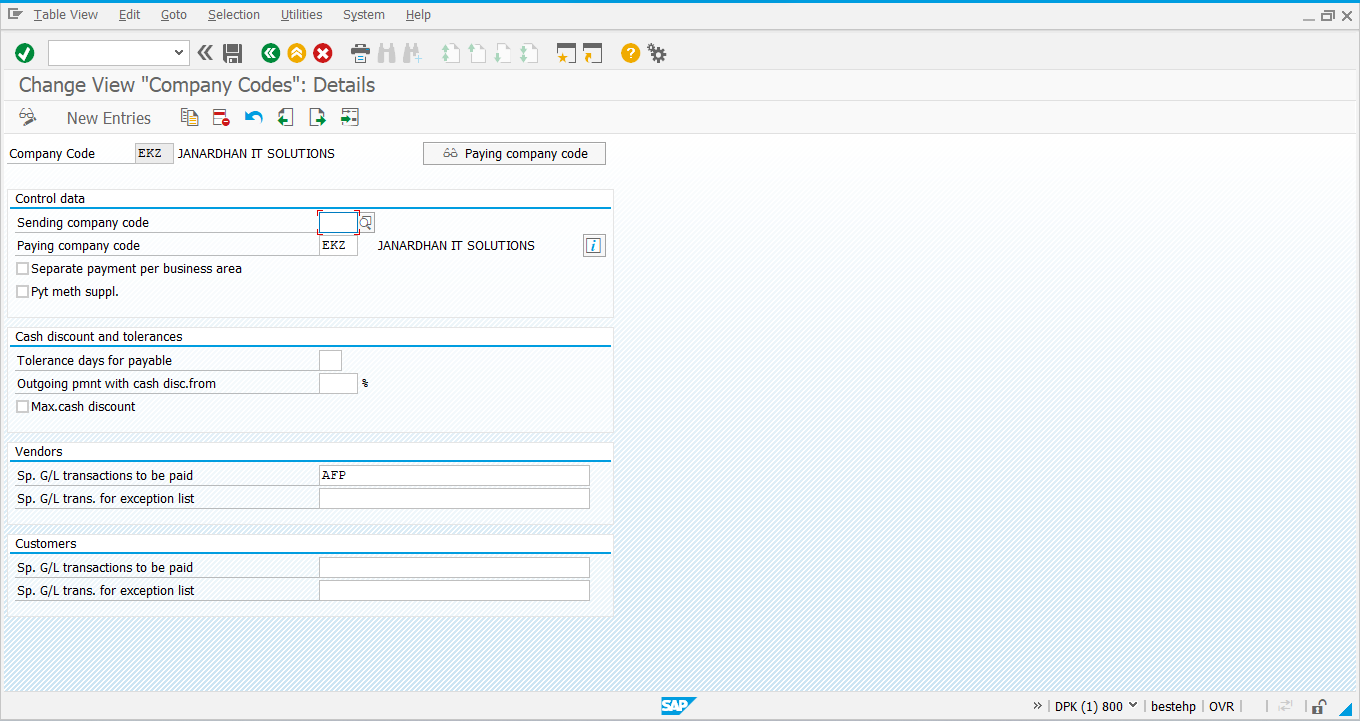 Table View Edit Goto Selection Utilities System Help
Change View "Company Codes": Details
New Entries
Company Code EKZ JANARDHAN IT SOLUTIONS Paying company code
Control data
Sending company code
Paying company code EKZ JANARDHAN IT SOLUTIONS i
Separate payment per business area
Pyt meth suppl.
Cash discount and tolerances
Tolerance days for payable
Outgoing pmnt with cash disc.from %
Max.cash discount
Vendors
Sp. G/L transactions to be paid AFP
Sp. G/L trans. for exception list
Customers
Sp. G/L transactions to be paid
Sp. G/L trans. for exception list
SAP DPK (1) 800 bestehp OVR